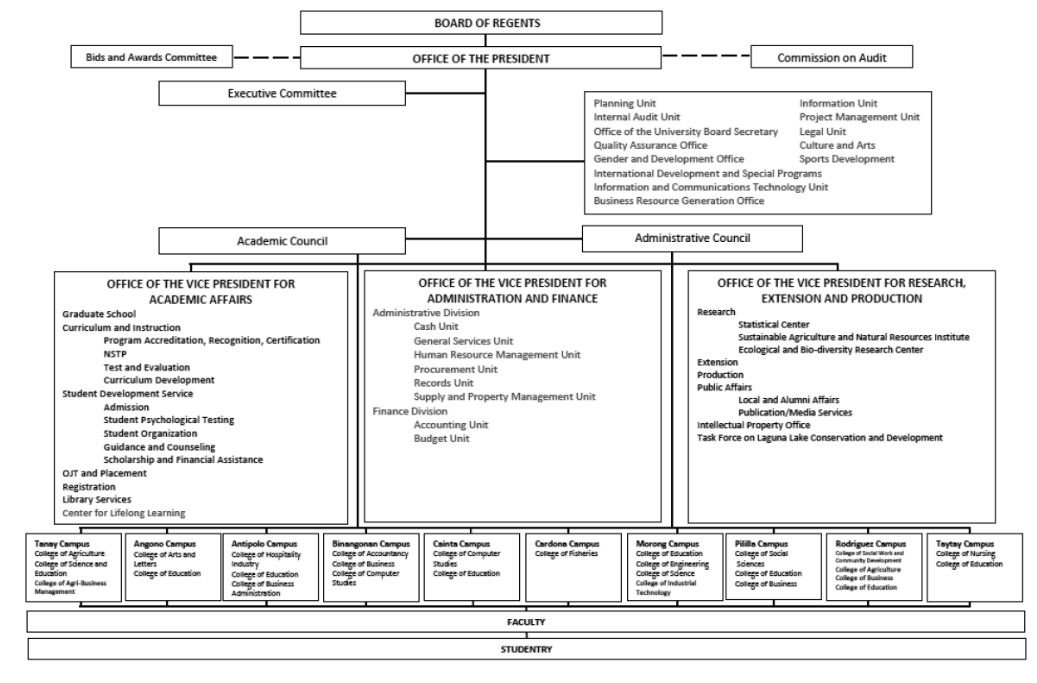 BOARD OF REGENTS
Bids and Awards Committee
OFFICE OF THE PRESIDENT
Commission on Audit
Executive Committee
Planning Unit
Internal Audit Unit
Office of the University Board Secretary
Quality Assurance Office
Gender and Development Office
International Development and Special Programs
Information and Communications Technology Unit
Business Resource Generation Office
Information Unit
Project Management Unit
Legal Unit
Culture and Arts
Sports Development
Academic Council
Administrative Council
OFFICE OF THE VICE PRESIDENT FOR
ACADEMIC AFFAIRS
Graduate School
Curriculum and Instruction
Program Accreditation, Recognition, Certification
NSTP
Test and Evaluation
Curriculum Development
Student Development Service
Admission
Student Psychological Testing
Student Organization
Guidance and Counseling
Scholarship and Financial Assistance
OJT and Placement
Registration
Library Services
Center for Lifelong Learning
OFFICE OF THE VICE PRESIDENT FOR
ADMINISTRATION AND FINANCE
Administrative Division
Cash Unit
General Services Unit
Human Resource Management Unit
Procurement Unit
Records Unit
Supply and Property Management Unit
Finance Division
Accounting Unit
Budget Unit
OFFICE OF THE VICE PRESIDENT FOR RESEARCH,
EXTENSION AND PRODUCTION
Research
Statistical Center
Sustainable Agriculture and Natural Resources Institute
Ecological and Bio-diversity Research Center
Extension
Production
Public Affairs
Local and Alumni Affairs
Publication/Media Services
Intellectual Property Office
Task Force on Laguna Lake Conservation and Development
Tanay Campus
College of Agriculture
College of Science and
Education
College of Agri-Business
Management
Angono Campus
College of Arts and
Letters
College of Education
Antipolo Campus
College of Hospitality
Industry
College of Education
College of Business
Administration
Binangonan Campus
College of Accountancy
College of Business
College of Computer
Studies
Cainta Campus
College of Computer
Studies
College of Education
Cardona Campus
College of Fisheries
Morong Campus
College of Education
College of Engineering
College of Science
College of Industrial
Technology
Pililla Campus
College of Social
Sciences
College of Education
College of Business
Rodriguez Campus
College of Social Work and
Community Development
College of Agriculture
College of Business
College of Education
Taytay Campus
College of Nursing
College of Education
FACULTY
STUDENTRY